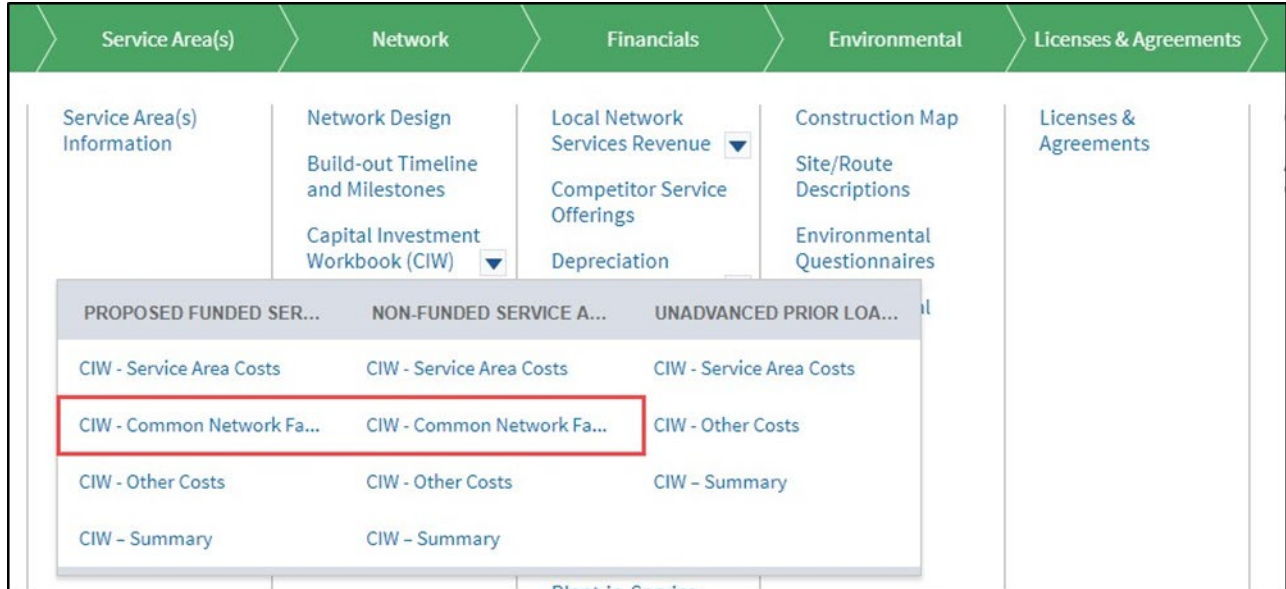 Service Area(s)
Network
Financials
Environmental
Licenses & Agreements
Service Area(s)
Information
Network Design
Build-out Timeline
and Milestones
Capital Investment
Workbook (CIW)
Local Network
Services Revenue
Competitor Service
Offerings
Depreciation
Construction Map
Site/Route
Descriptions
Environmental
Questionnaires
Licenses &
Agreements
PROPOSED FUNDED SER...
NON-FUNDED SERVICE A...
UNADVANCED PRIOR LOA...
CIW - Service Area Costs
CIW - Service Area Costs
CIW - Service Area Costs
CIW - Common Network Fa...
CIW - Common Network Fa...
CIW - Other Costs
CIW - Other Costs
CIW - Other Costs
CIW – Summary
CIW – Summary
CIW – Summary